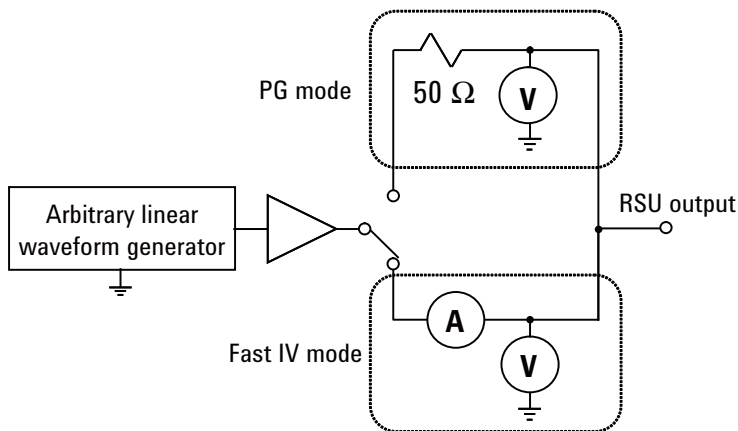 PG mode
50 Ω
V
Arbitrary linear
waveform generator
RSU output
A
Fast IV mode
V